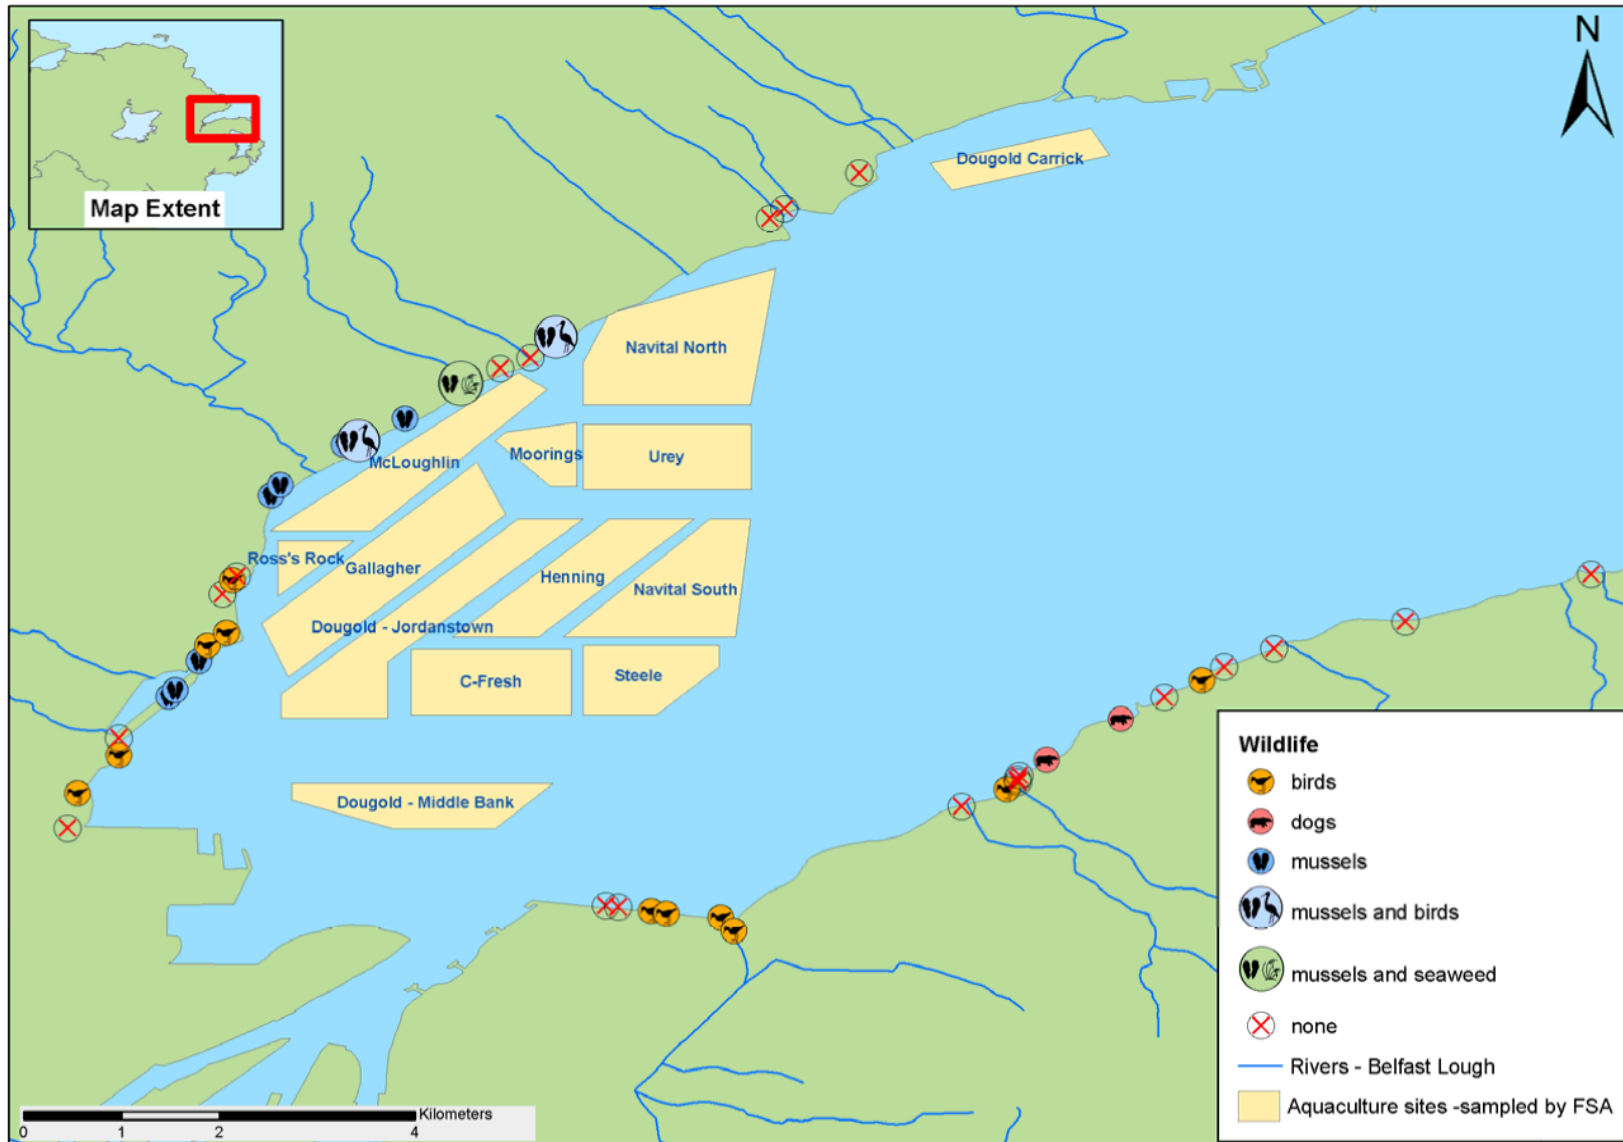 N
Map Extent
Dougold Carrick
Navital North
Moorings
Urey
McLoughlin
Ross's Rock
Gallagher
Henning
Navital South
Dougold - Jordanstown
C-Fresh
Steele
Dougold - Middle Bank
Wildlife
birds
dogs
mussels
mussels and birds
mussels and seaweed
none
Rivers - Belfast Lough
Aquaculture sites -sampled by FSA
Kilometers
0 1 2 4